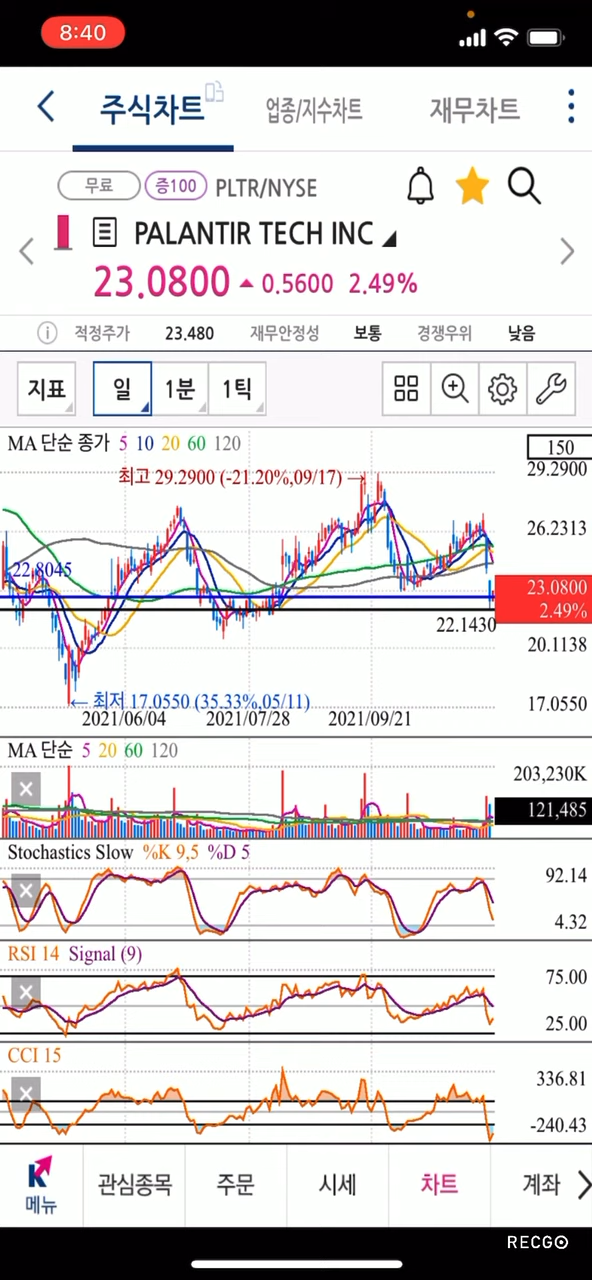 8:40
주식차트 업종/지수차트 재무차트
무료 증100 PLTR/NYSE
PALANTIR TECH INC
23.0800 ▲ 0.5600 2.49%
적정주가 23.480 재무안정성 보통 경쟁우위 낮음
지표 일 1분 1틱
MA 단순 종가 5 10 20 60 120
150
최고 29.2900 (-21.20%,09/17) →
29.2900
26.2313
22.8045
23.0800
2.49%
22.1430
20.1138
← 최저 17.0550 (35.33%,05/11)
17.0550
2021/06/04 2021/07/28 2021/09/21
MA 단순 5 20 60 120
203,230K
121,485
Stochastics Slow %K 9,5 %D 5
92.14
4.32
RSI 14 Signal (9)
75.00
25.00
CCI 15
336.81
-240.43
메뉴 관심종목 주문 시세 차트 계좌
RECGO